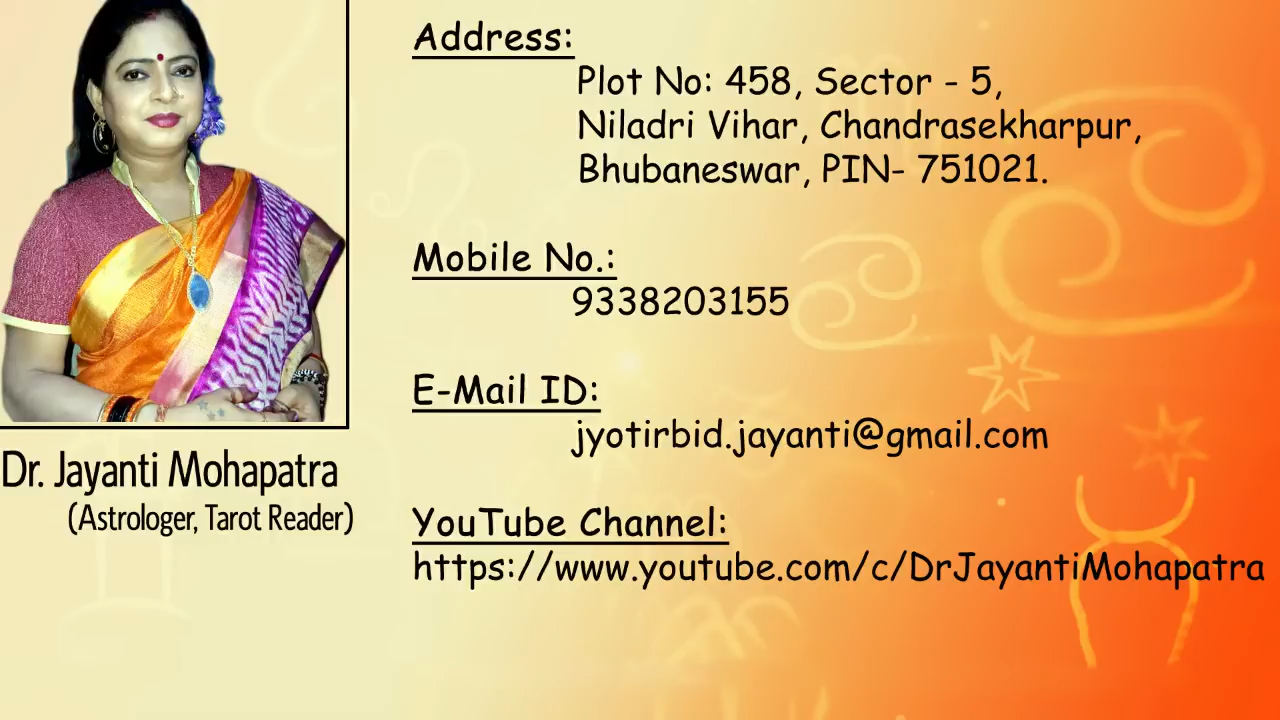 Address:
Plot No: 458, Sector - 5,
Niladri Vihar, Chandrasekharpur,
Bhubaneswar, PIN- 751021.
Mobile No.:
9338203155
E-Mail ID:
jyotirbid.jayanti@gmail.com
Dr. Jayanti Mohapatra
(Astrologer, Tarot Reader)
YouTube Channel:
https://www.youtube.com/c/DrJayantiMohapatra